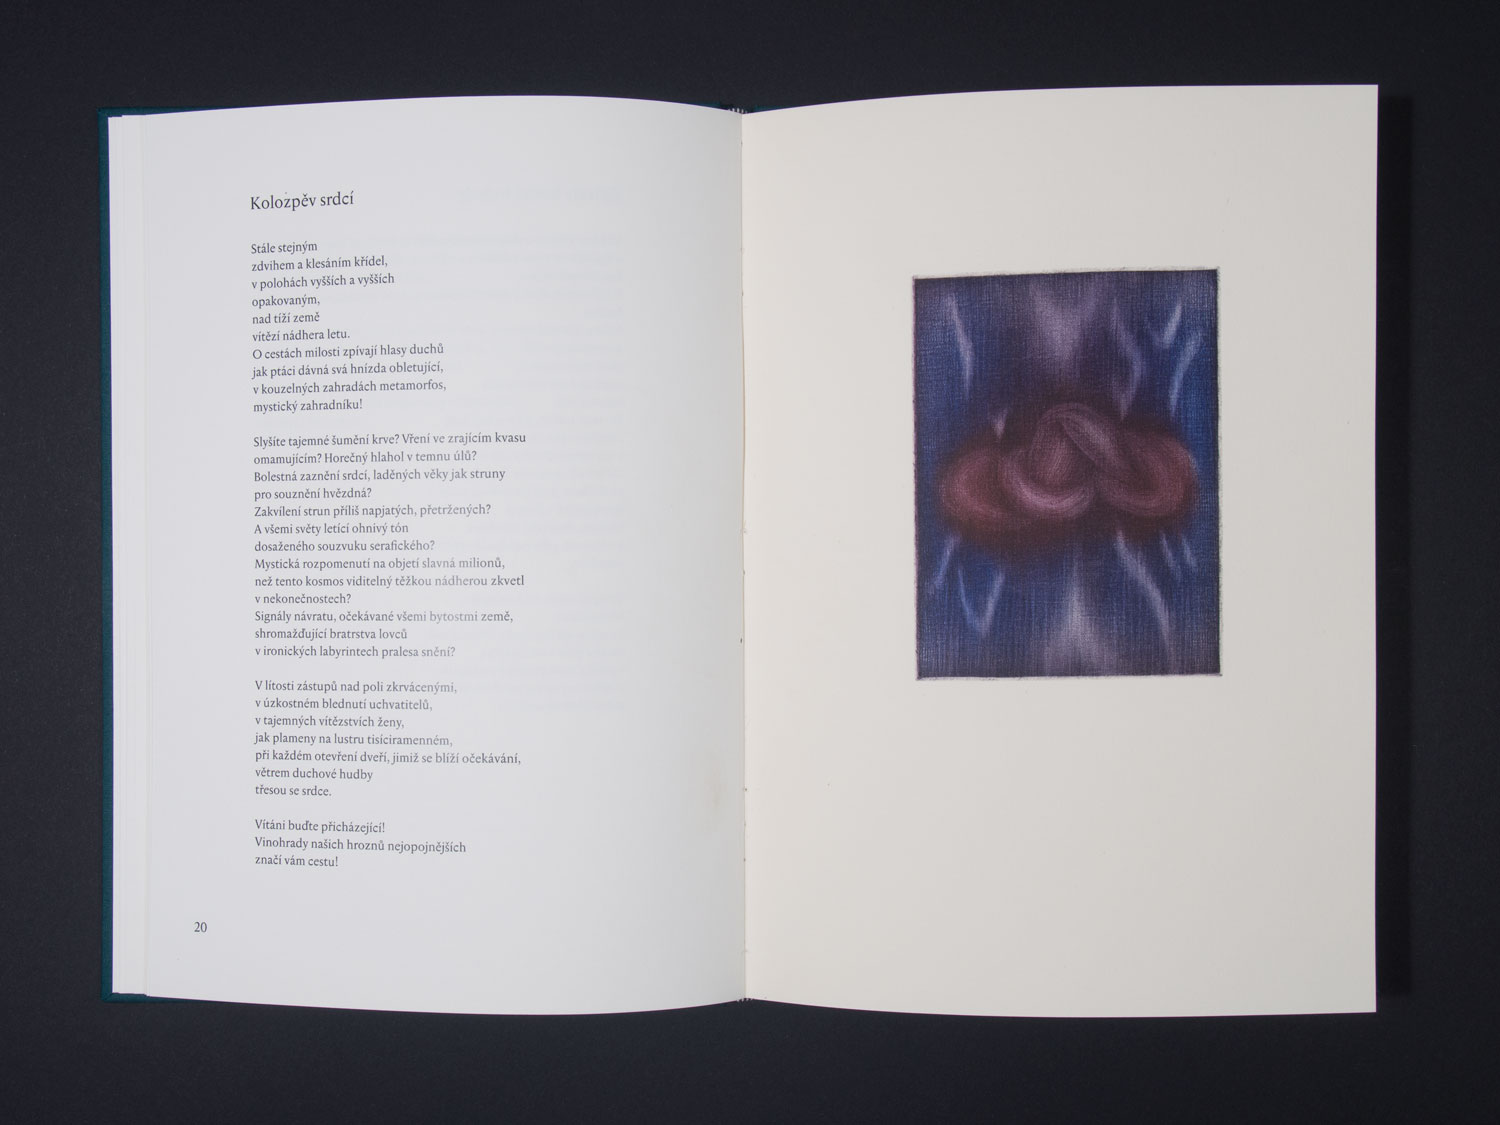 Kolozpěv srdcí
Stále stejným
zdvihem a klesáním křídel,
v polohách vyšších a vyšších
opakovaným,
nad tíží země
vítězí nádhera letu.
O cestách milosti zpívají hlasy duchů
jak ptáci dávná svá hnízda obletující,
v kouzelných zahradách metamorfos,
mystický zahradníku!
Slyšíte tajemné šumění krve? Vření ve zrajícím kvasu
omamujícím? Horečný hlahol v temnu úlů?
Bolestná zaznění srdcí, laděných věky jak struny
pro souznění hvězdná?
Zakvílení strun příliš napjatých, přetržených?
A všemi světy letící ohnivý tón
dosaženého souzvuku serafického?
Mystická rozpomenutí na objetí slavná milionů,
než tento kosmos viditelný těžkou nádherou zkvetl
v nekonečnostech?
Signály návratu, očekávané všemi bytostmi země,
shromažďující bratrstva lovců
v ironických labyrintech pralesa snění?
V lítosti zástupů nad poli zkrvácenými,
v úzkostném blednutí uchvatitelů,
v tajemných vítězstvích ženy,
jak plameny na lustru tisíciramenném,
při každém otevření dveří, jimiž se blíží očekávání,
větrem duchové hudby
třesou se srdce.
Vítáni buďte přicházející!
Vinohrady našich hroznů nejopojnějších
značí vám cestu!
20